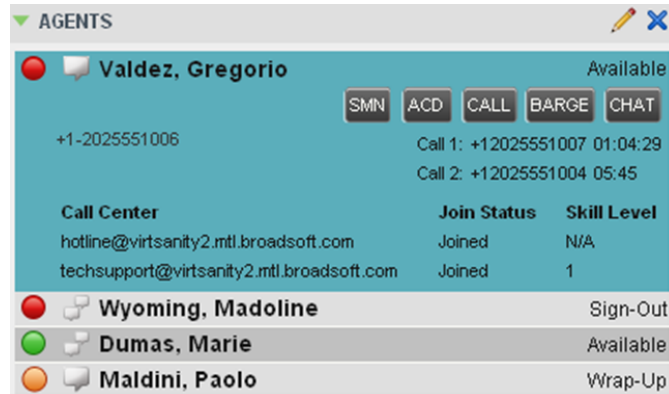 AGENTS
Valdez, Gregorio Available
SMN ACD CALL BARGE CHAT
+1-2025551006 Call 1: +12025551007 01:04:29
Call 2: +12025551004 05:45
Call Center Join Status Skill Level
hotline@virtsanity2.mtl.broadsoft.com Joined N/A
techsupport@virtsanity2.mtl.broadsoft.com Joined 1
Wyoming, Madoline Sign-Out
Dumas, Marie Available
Maldini, Paolo Wrap-Up